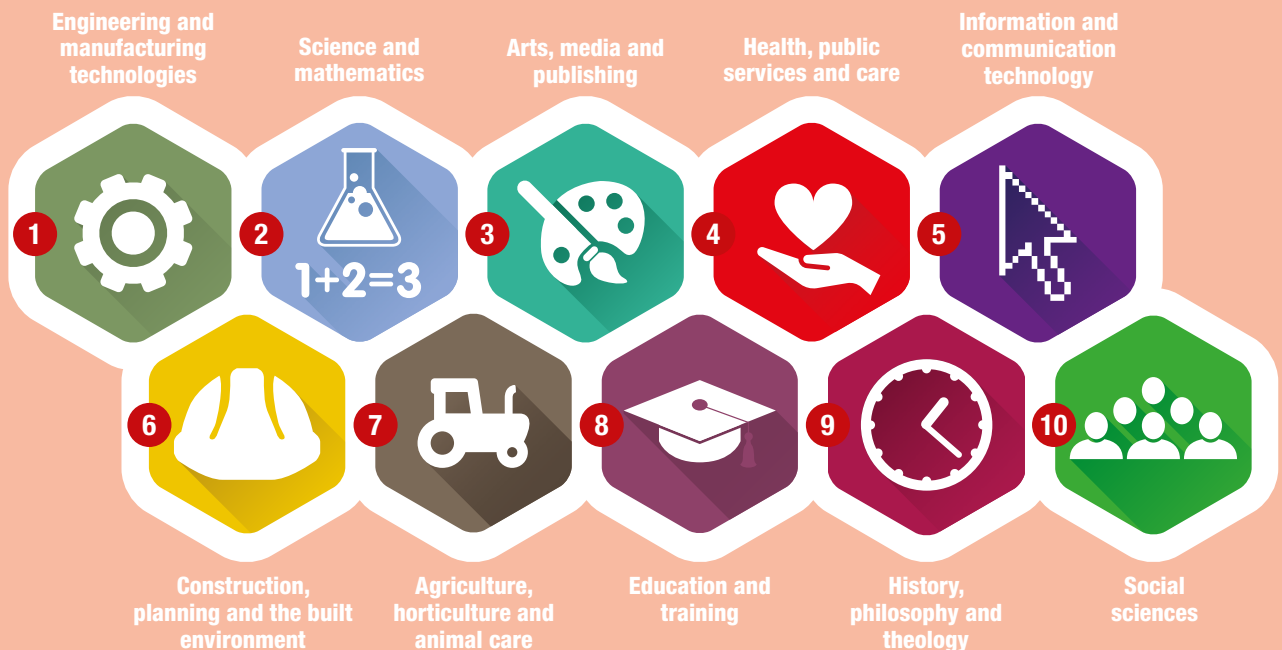 Engineering and
manufacturing
technologies
Science and
mathematics
Arts, media and
publishing
Health, public
services and care
Information and
communication
technology
1
2
1+2=3
3
4
5
6
7
8
9
10
Construction,
planning and the built
environment
Agriculture,
horticulture and
animal care
Education and
training
History,
philosophy and
theology
Social
sciences